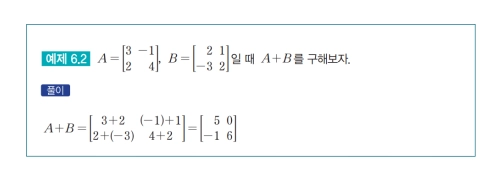 예제 6.2 A=[3 -1], B=[ 2 1]일 때 A+B를 구해보자.
[2 4] [-3 2]
풀이
A+B=[3+2 (-1)+1]=[ 5 0]
[2+(-3) 4+2] [-1 6]